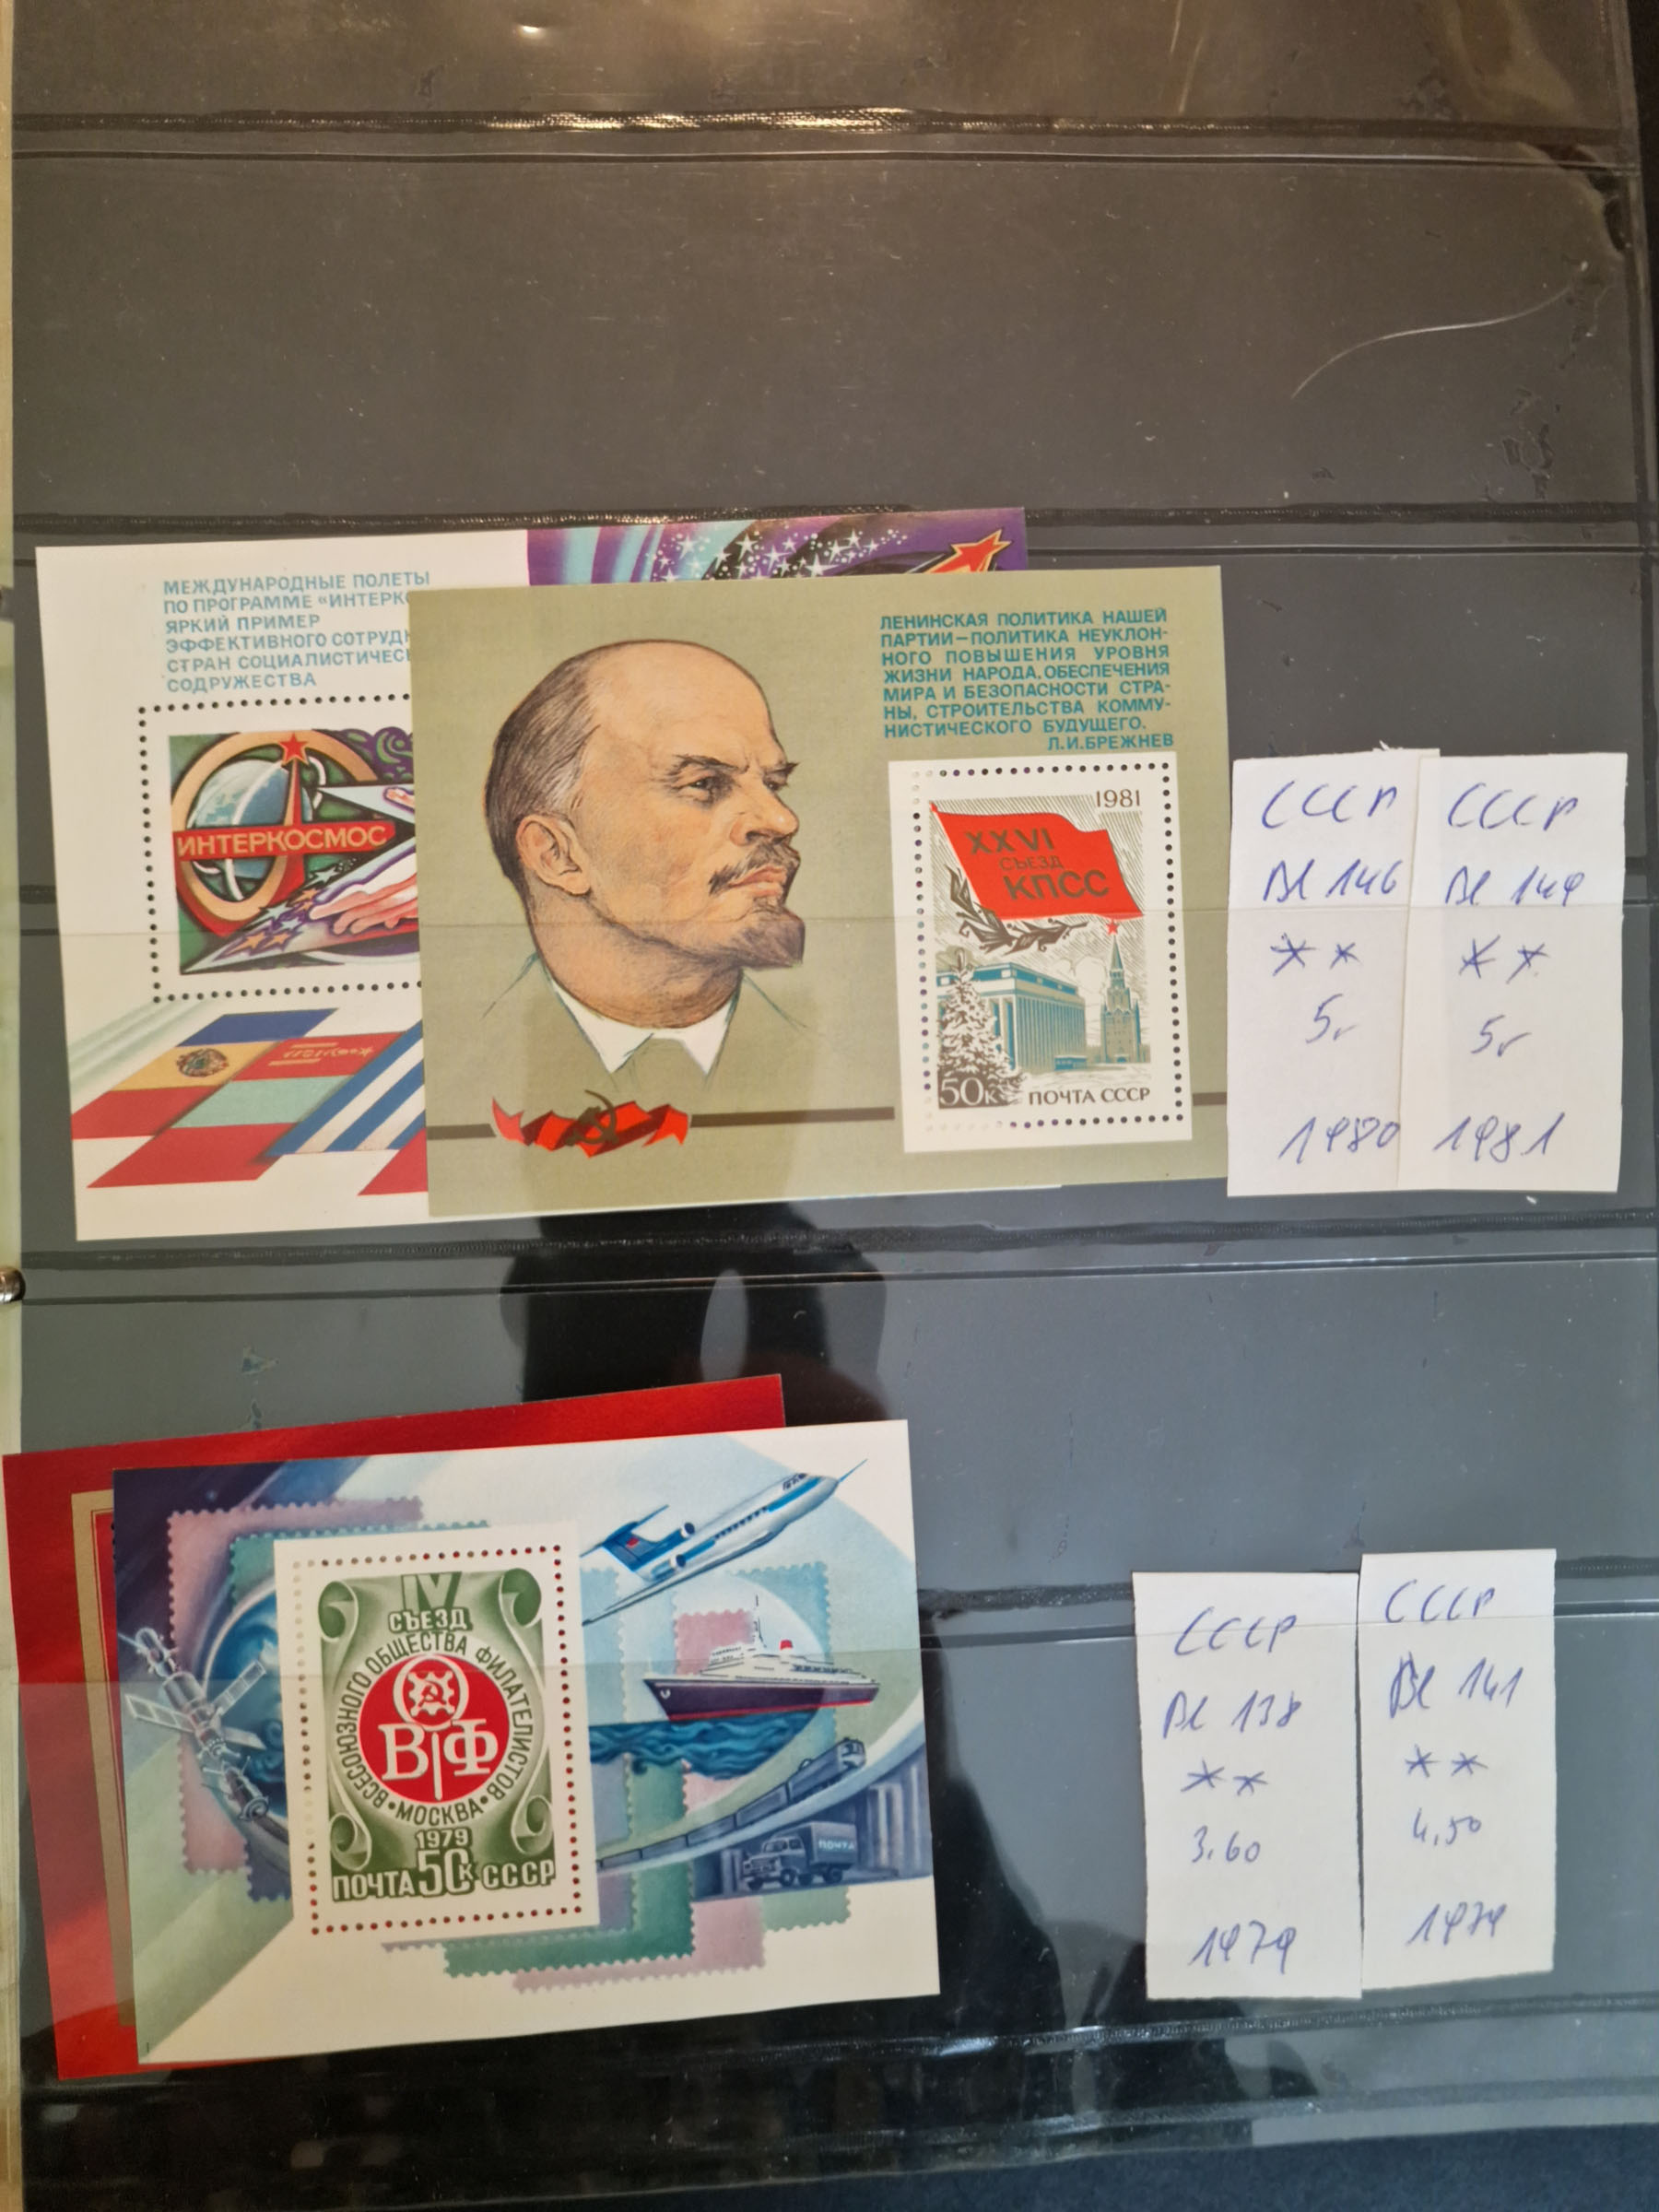 МЕЖДУНАРОДНЫЕ ПОЛЕТЫ
ПО ПРОГРАММЕ «ИНТЕРК
ЯРКИЙ ПРИМЕР
ЭФФЕКТИВНОГО СОТРУД
СТРАН СОЦИАЛИСТИЧЕС
СОДРУЖЕСТВА
ИНТЕРКОСМОС
ЛЕНИНСКАЯ ПОЛИТИКА НАШЕЙ
ПАРТИИ — ПОЛИТИКА НЕУКЛОН-
НОГО ПОВЫШЕНИЯ УРОВНЯ
ЖИЗНИ НАРОДА, ОБЕСПЕЧЕНИЯ
МИРА И БЕЗОПАСНОСТИ СТРА-
НЫ, СТРОИТЕЛЬСТВА КОММУ-
НИСТИЧЕСКОГО БУДУЩЕГО.
Л.И.БРЕЖНЕВ
1981
XXVI
СЪЕЗД
КПСС
50к ПОЧТА СССР
СССР
Bl 146
**
5,-
1980
СССР
Bl 149
**
5,-
1981
IV
СЪЕЗД
ВСЕСОЮЗНОГО ОБЩЕСТВА ФИЛАТЕЛИСТОВ
ВФ
•МОСКВА•
1979
ПОЧТА 50к СССР
ПОЧТА
СССР
Bl 138
**
3.60
1979
СССР
Bl 141
**
4,50
1979